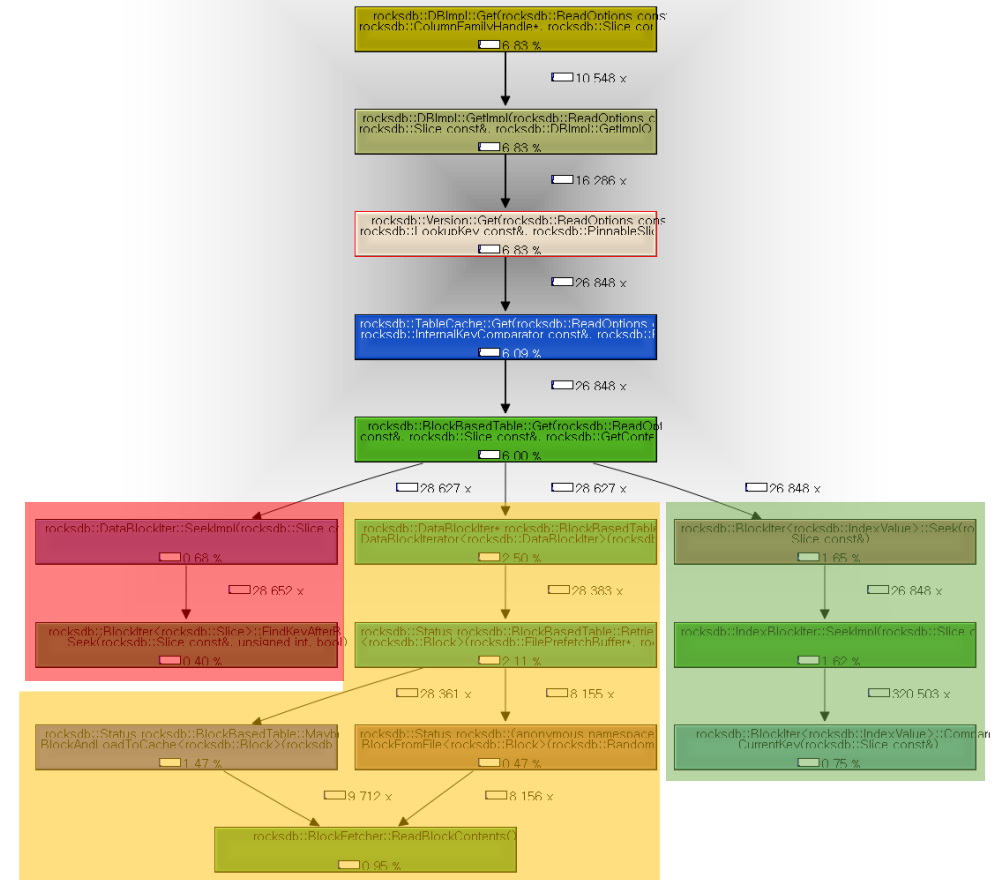 rocksdb::DBImpl::Get(rocksdb::ReadOptions cons
rocksdb::ColumnFamilyHandle*, rocksdb::Slice con
6.83 %
10 548 x
rocksdb::DBImpl::GetImpl(rocksdb::ReadOptions c
rocksdb::Slice const&, rocksdb::DBImpl::GetImplO
6.83 %
16 286 x
rocksdb::Version::Get(rocksdb::ReadOptions cons
rocksdb::LookupKey const&, rocksdb::PinnableSlic
6.83 %
26 848 x
rocksdb::TableCache::Get(rocksdb::ReadOptions c
rocksdb::InternalKeyComparator const&, rocksdb::F
6.09 %
26 848 x
rocksdb::BlockBasedTable::Get(rocksdb::ReadOpt
const&, rocksdb::Slice const&, rocksdb::GetConte
6.00 %
28 627 x
28 627 x
26 848 x
rocksdb::DataBlockIter::SeekImpl(rocksdb::Slice cr
0.68 %
rocksdb::DataBlockIter* rocksdb::BlockBasedTabl
DataBlockIterator<rocksdb::DataBlockIter>(rocksdb
2.50 %
rocksdb::BlockIter<rocksdb::IndexValue>::Seek(ro
Slice const&)
1.65 %
28 652 x
28 383 x
26 848 x
rocksdb::BlockIter<rocksdb::Slice>::FindKeyAfterB
Seek(rocksdb::Slice const&, unsigned int, bool)
0.40 %
rocksdb::Status rocksdb::BlockBasedTable::Retrie
<rocksdb::Block>(rocksdb::FilePrefetchBuffer*, ro
2.11 %
rocksdb::IndexBlockIter::SeekImpl(rocksdb::Slice c
1.62 %
28 361 x
8 155 x
320 503 x
rocksdb::Status rocksdb::BlockBasedTable::Mayb
BlockAndLoadToCache<rocksdb::Block>(rocksdb
1.47 %
rocksdb::Status rocksdb::(anonymous namespace
BlockFromFile<rocksdb::Block>(rocksdb::Random
0.47 %
rocksdb::BlockIter<rocksdb::IndexValue>::Compar
CurrentKey(rocksdb::Slice const&)
0.75 %
9 712 x
8 156 x
rocksdb::BlockFetcher::ReadBlockContents()
0.95 %